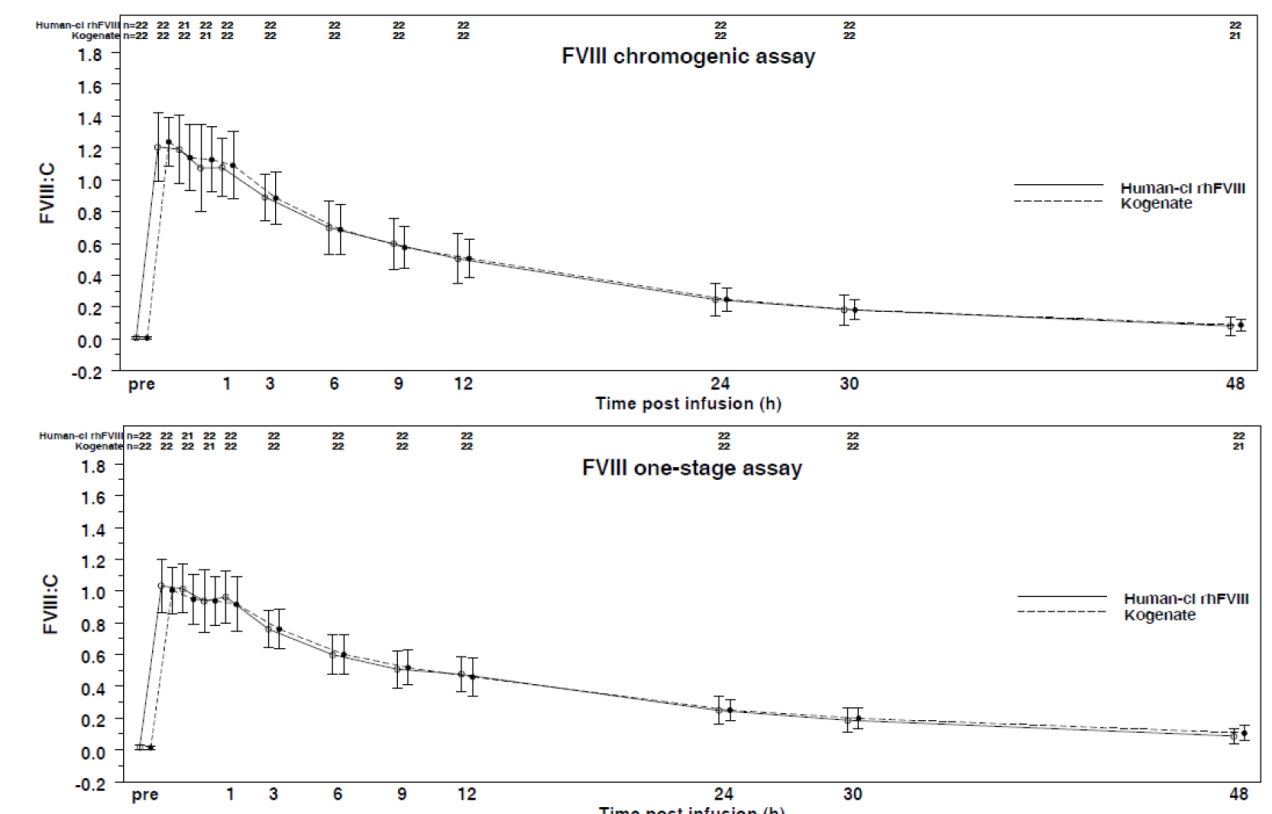 Human-cl rhFVIII n=22 22 21 22 22 22 22 22 22 22 22 22
Kogenate n=22 22 22 21 22 22 22 22 22 22 22 21
FVIII chromogenic assay
1.8
1.6
1.4
1.2
1.0
0.8
0.6
0.4
0.2
0.0
-0.2
FVIII:C
Human-cl rhFVIII
Kogenate
pre 1 3 6 9 12 24 30 48
Time post infusion (h)
Human-cl rhFVIII n=22 22 21 22 22 22 22 22 22 22 22 22
Kogenate n=22 22 22 21 22 22 22 22 22 22 22 21
FVIII one-stage assay
1.8
1.6
1.4
1.2
1.0
0.8
0.6
0.4
0.2
0.0
-0.2
FVIII:C
Human-cl rhFVIII
Kogenate
pre 1 3 6 9 12 24 30 48
Time post infusion (h)